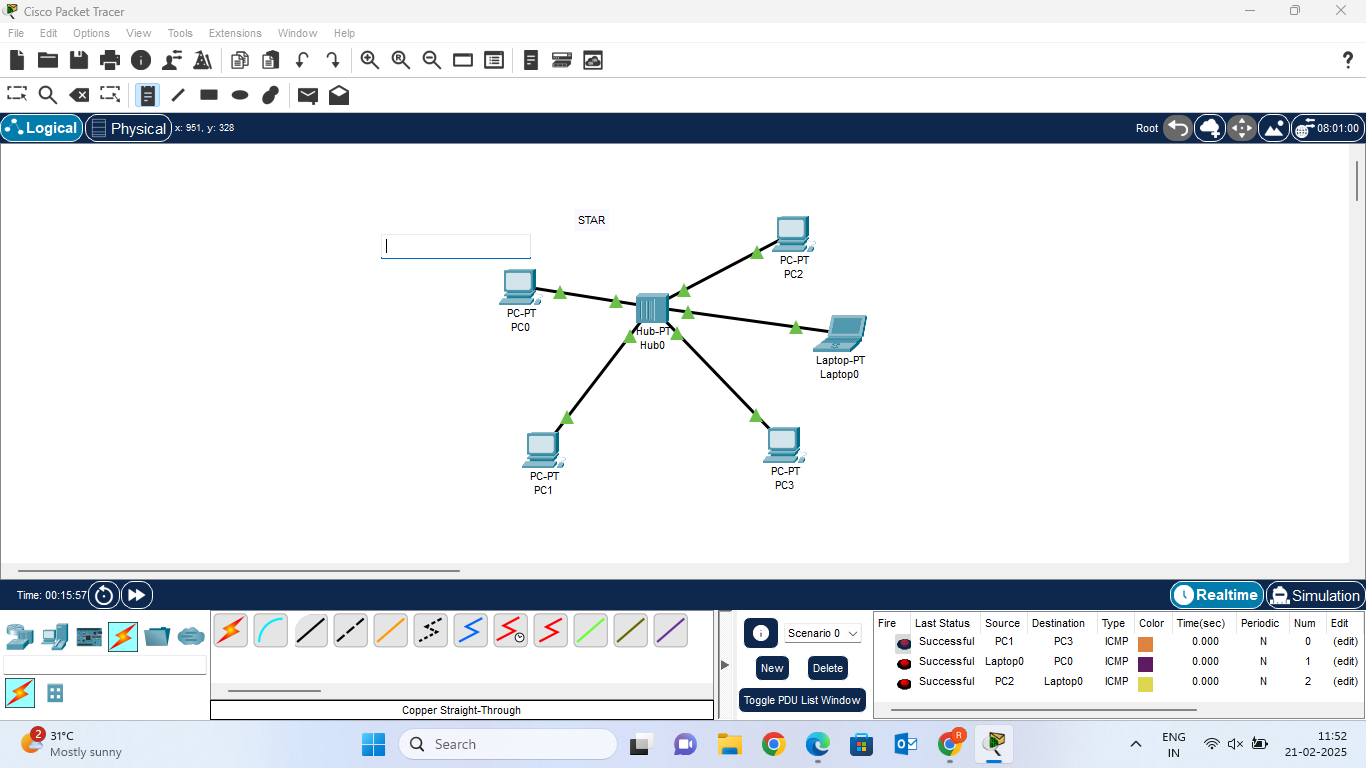 Cisco Packet Tracer
File Edit Options View Tools Extensions Window Help
Logical Physical x: 951, y: 328 Root 08:01:00
STAR
PC-PT
PC2
PC-PT
PC0
Hub-PT
Hub0
Laptop-PT
Laptop0
PC-PT
PC1
PC-PT
PC3
Time: 00:15:57 Realtime Simulation
Scenario 0
New Delete
Toggle PDU List Window
Fire Last Status Source Destination Type Color Time(sec) Periodic Num Edit
Successful PC1 PC3 ICMP 0.000 N 0 (edit)
Successful Laptop0 PC0 ICMP 0.000 N 1 (edit)
Successful PC2 Laptop0 ICMP 0.000 N 2 (edit)
Copper Straight-Through
2 31°C
Mostly sunny
Search
R
ENG
IN
11:52
21-02-2025